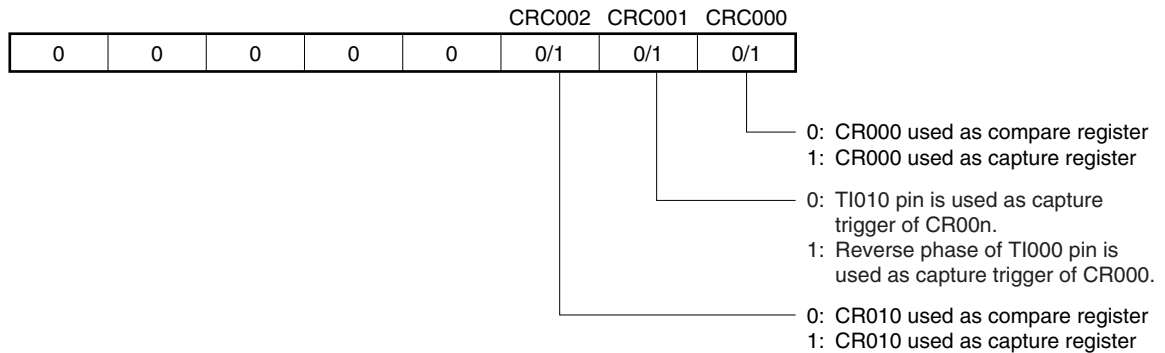 CRC002 CRC001 CRC000
0 0 0 0 0 0/1 0/1 0/1
0: CR000 used as compare register
1: CR000 used as capture register
0: TI010 pin is used as capture
trigger of CR00n.
1: Reverse phase of TI000 pin is
used as capture trigger of CR000.
0: CR010 used as compare register
1: CR010 used as capture register